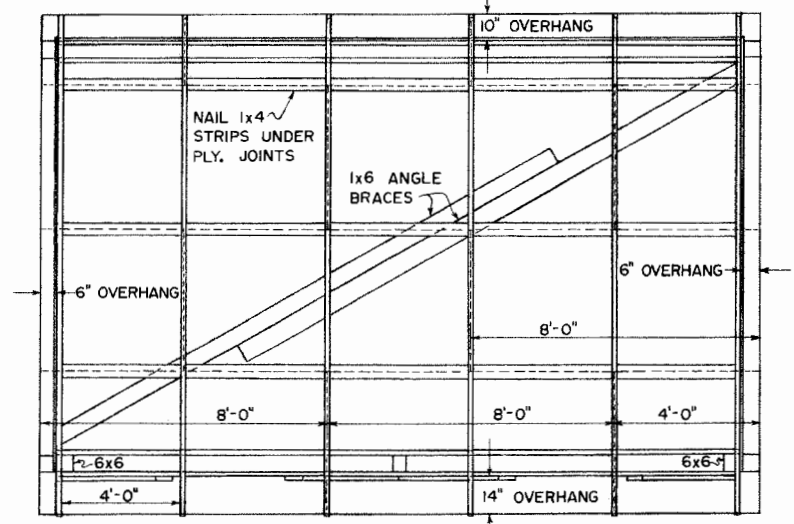 10" OVERHANG
NAIL 1x4
STRIPS UNDER
PLY. JOINTS
1x6 ANGLE
BRACES
6" OVERHANG
6" OVERHANG
8'-0"
8'-0"
8'-0"
4'-0"
6x6
6x6
4'-0"
14" OVERHANG